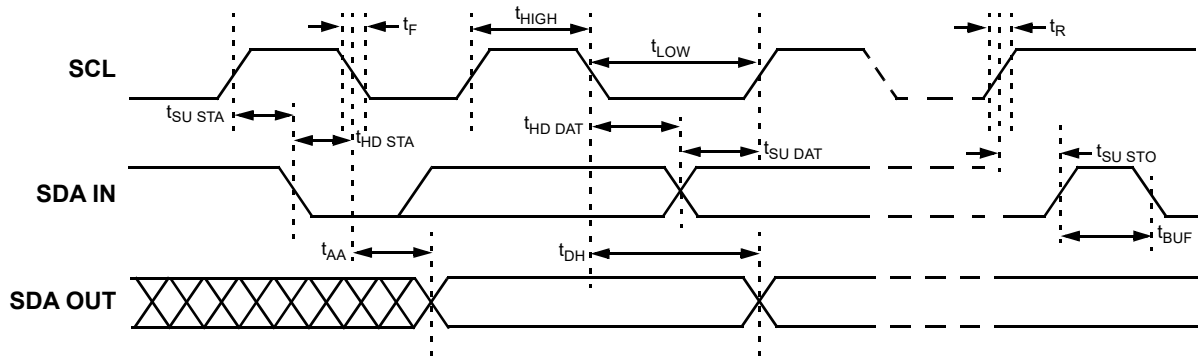 tHIGH
tF
tR
tLOW
SCL
tSU STA
tHD STA
tHD DAT
tSU DAT
tSU STO
SDA IN
tAA
tDH
tBUF
SDA OUT